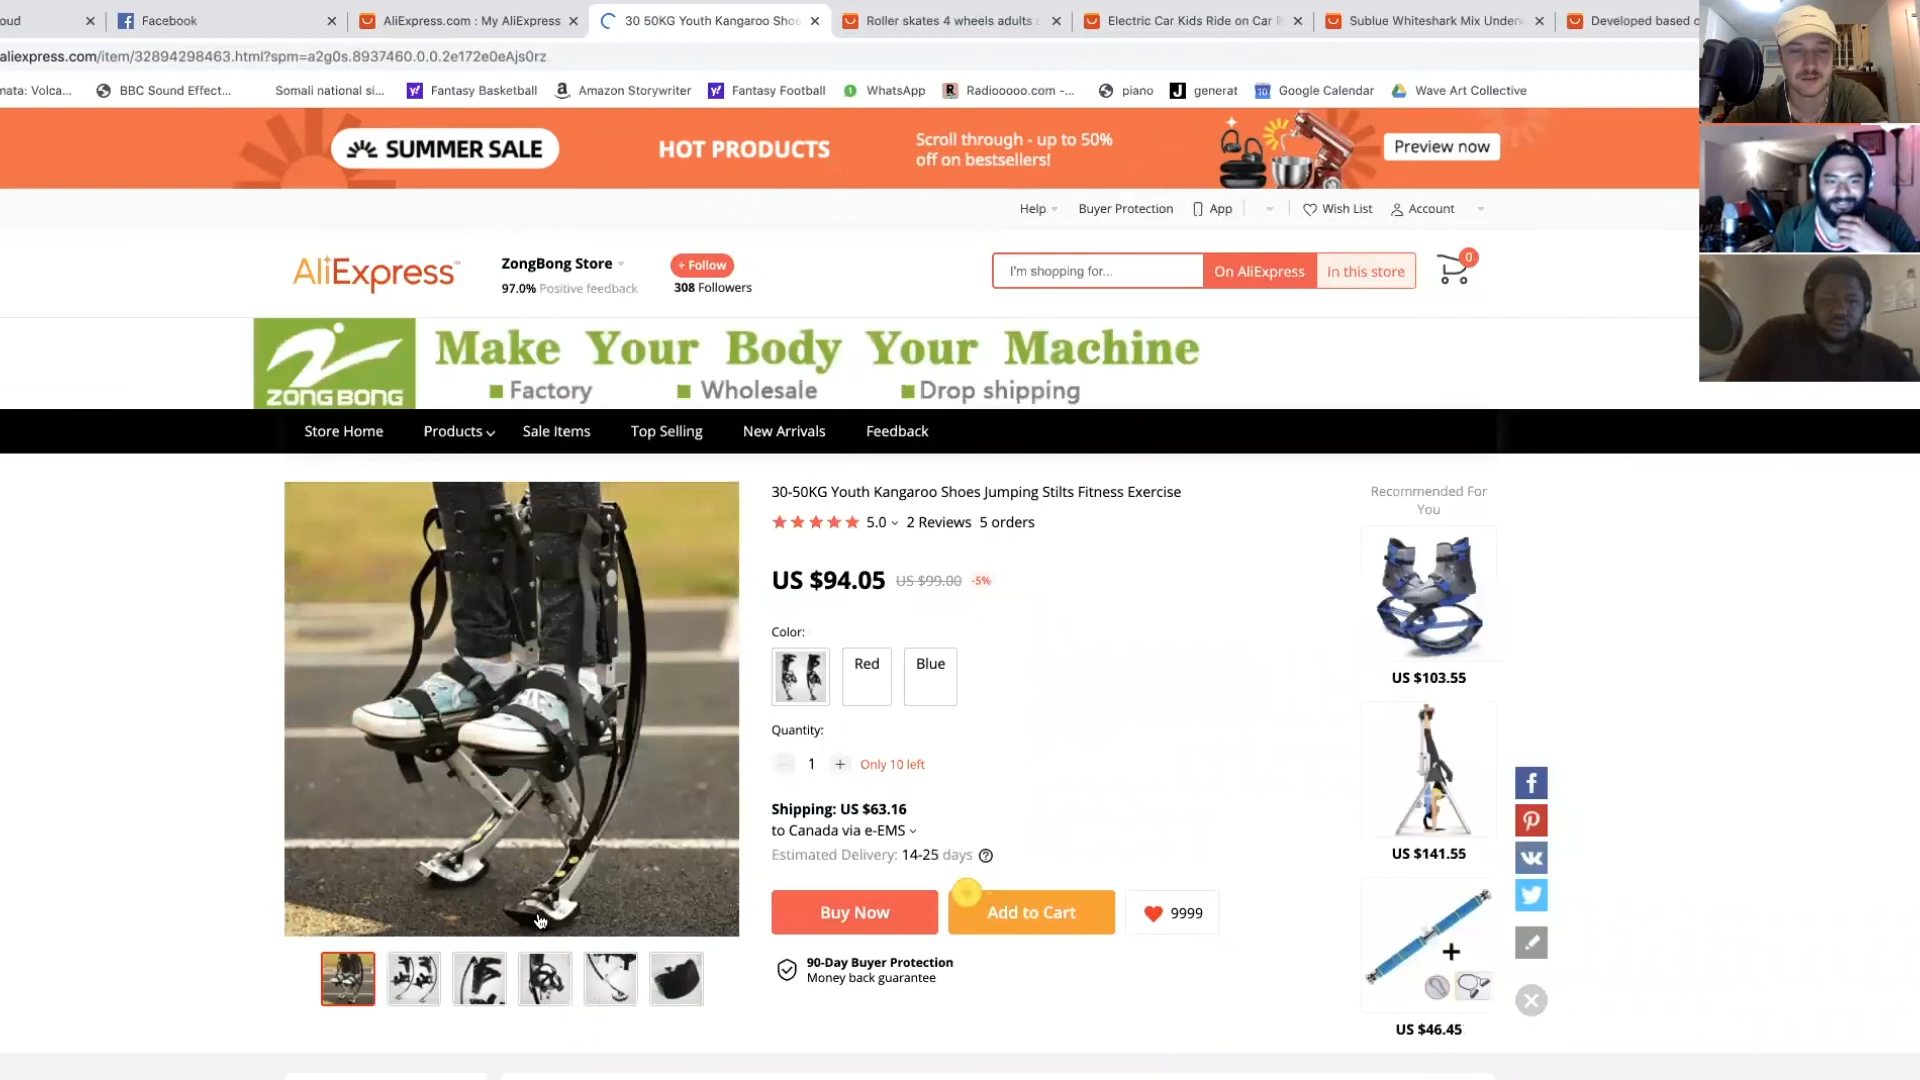 oud
Facebook
AliExpress.com : My AliExpress
30 50KG Youth Kangaroo Shoe
Roller skates 4 wheels adults
Electric Car Kids Ride on Car
Sublue Whiteshark Mix Under
Developed based o
aliexpress.com/item/32894298463.html?spm=a2g0s.8937460.0.0.2e172e0eAjs0rz
nata: Volca...
BBC Sound Effect...
Somali national si...
Fantasy Basketball
Amazon Storywriter
Fantasy Football
WhatsApp
Radiooooo.com -...
piano
generat
Google Calendar
Wave Art Collective
SUMMER SALE
HOT PRODUCTS
Scroll through - up to 50%
off on bestsellers!
Preview now
Help
Buyer Protection
App
Wish List
Account
AliExpress
ZongBong Store
97.0% Positive feedback
+ Follow
308 Followers
I'm shopping for...
On AliExpress
In this store
0
ZONG BONG
Make Your Body Your Machine
Factory
Wholesale
Drop shipping
Store Home
Products
Sale Items
Top Selling
New Arrivals
Feedback
30-50KG Youth Kangaroo Shoes Jumping Stilts Fitness Exercise
5.0
2 Reviews
5 orders
US $94.05
US $99.00
-5%
Color:
Red
Blue
Quantity:
1
+
Only 10 left
Shipping: US $63.16
to Canada via e-EMS
Estimated Delivery: 14-25 days
Buy Now
Add to Cart
9999
90-Day Buyer Protection
Money back guarantee
Recommended For
You
US $103.55
US $141.55
US $46.45